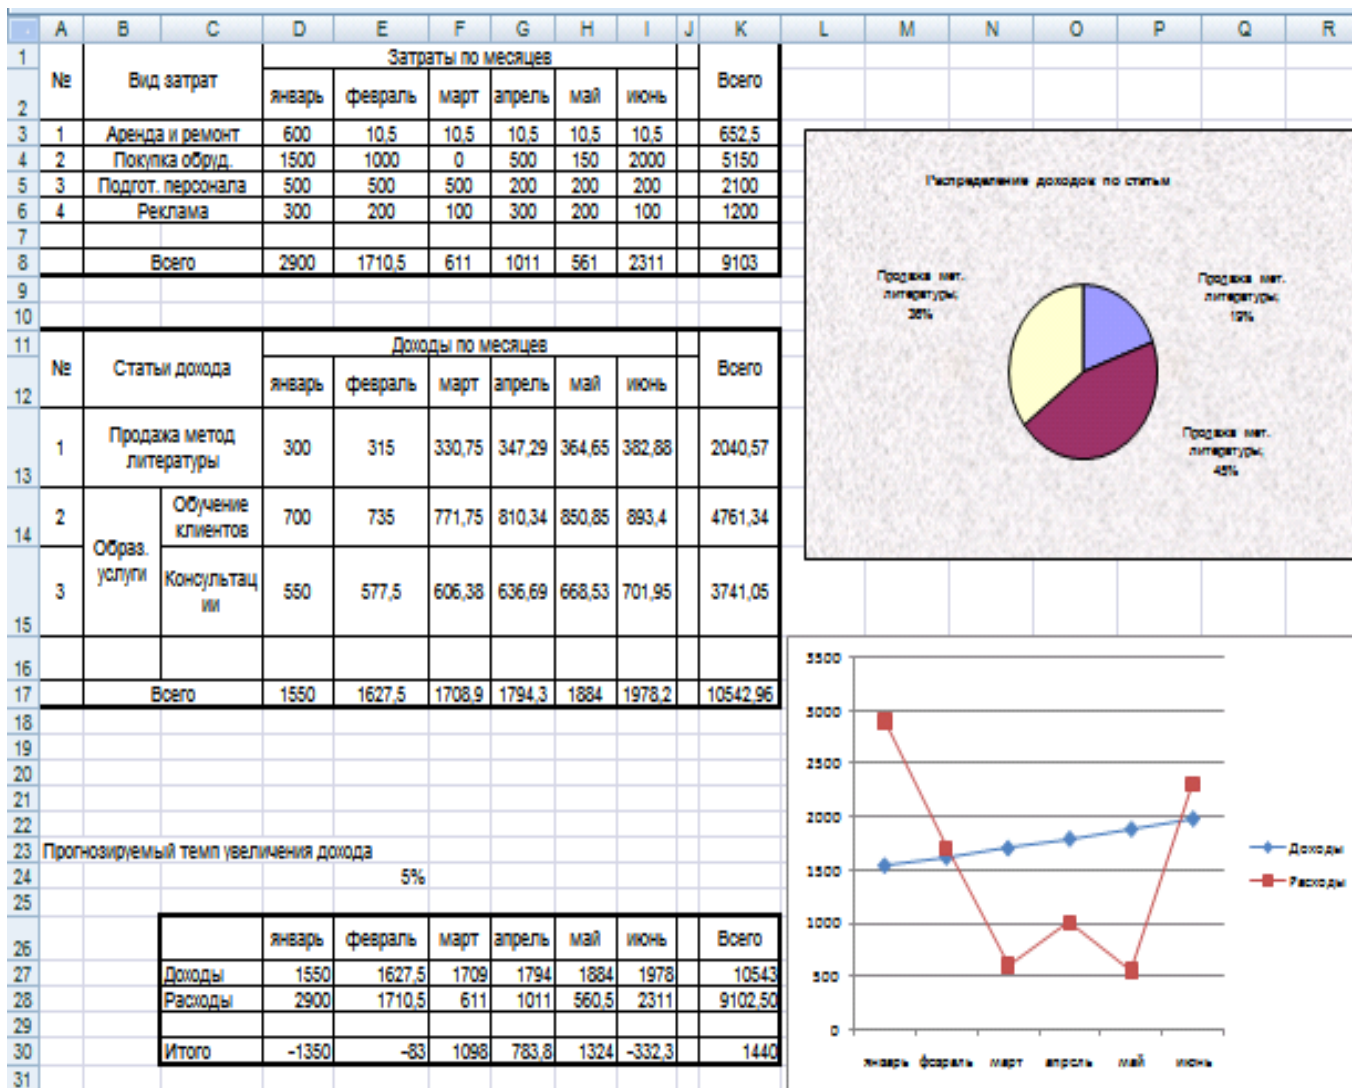 A B C D E F G H I J K L M N O P Q R
1 Затраты по месяцев
2 № Вид затрат январь февраль март апрель май июнь Всего
3 1 Аренда и ремонт 600 10,5 10,5 10,5 10,5 10,5 652,5
4 2 Покупка обруд. 1500 1000 0 500 150 2000 5150
5 3 Подгот. персонала 500 500 500 200 200 200 2100
6 4 Реклама 300 200 100 300 200 100 1200
7
8 Всего 2900 1710,5 611 1011 561 2311 9103
9
10
11 Доходы по месяцев
12 № Статьи дохода январь февраль март апрель май июнь Всего
13 1 Продажа метод литературы 300 315 330,75 347,29 364,65 382,88 2040,57
14 2 Образ. услуги Обучение клиентов 700 735 771,75 810,34 850,85 893,4 4761,34
15 3 Консультац ии 550 577,5 606,38 636,69 668,53 701,95 3741,05
16
17 Всего 1550 1627,5 1708,9 1794,3 1884 1978,2 10542,96
18
19
20
21
22
23 Прогнозируемый темп увеличения дохода
24 5%
25
26 январь февраль март апрель май июнь Всего
27 Доходы 1550 1627,5 1709 1794 1884 1978 10543
28 Расходы 2900 1710,5 611 1011 560,5 2311 9102,50
29
30 Итого -1350 -83 1098 783,8 1324 -332,3 1440
31
Распределение доходов по статьм
Продажа мет.
литературы;
36%
Продажа мет.
литературы;
19%
Продажа мет.
литературы;
45%
3500
3000
2500
2000
1500
1000
500
0
январь февраль март апрель май июнь
Доходы
Расходы